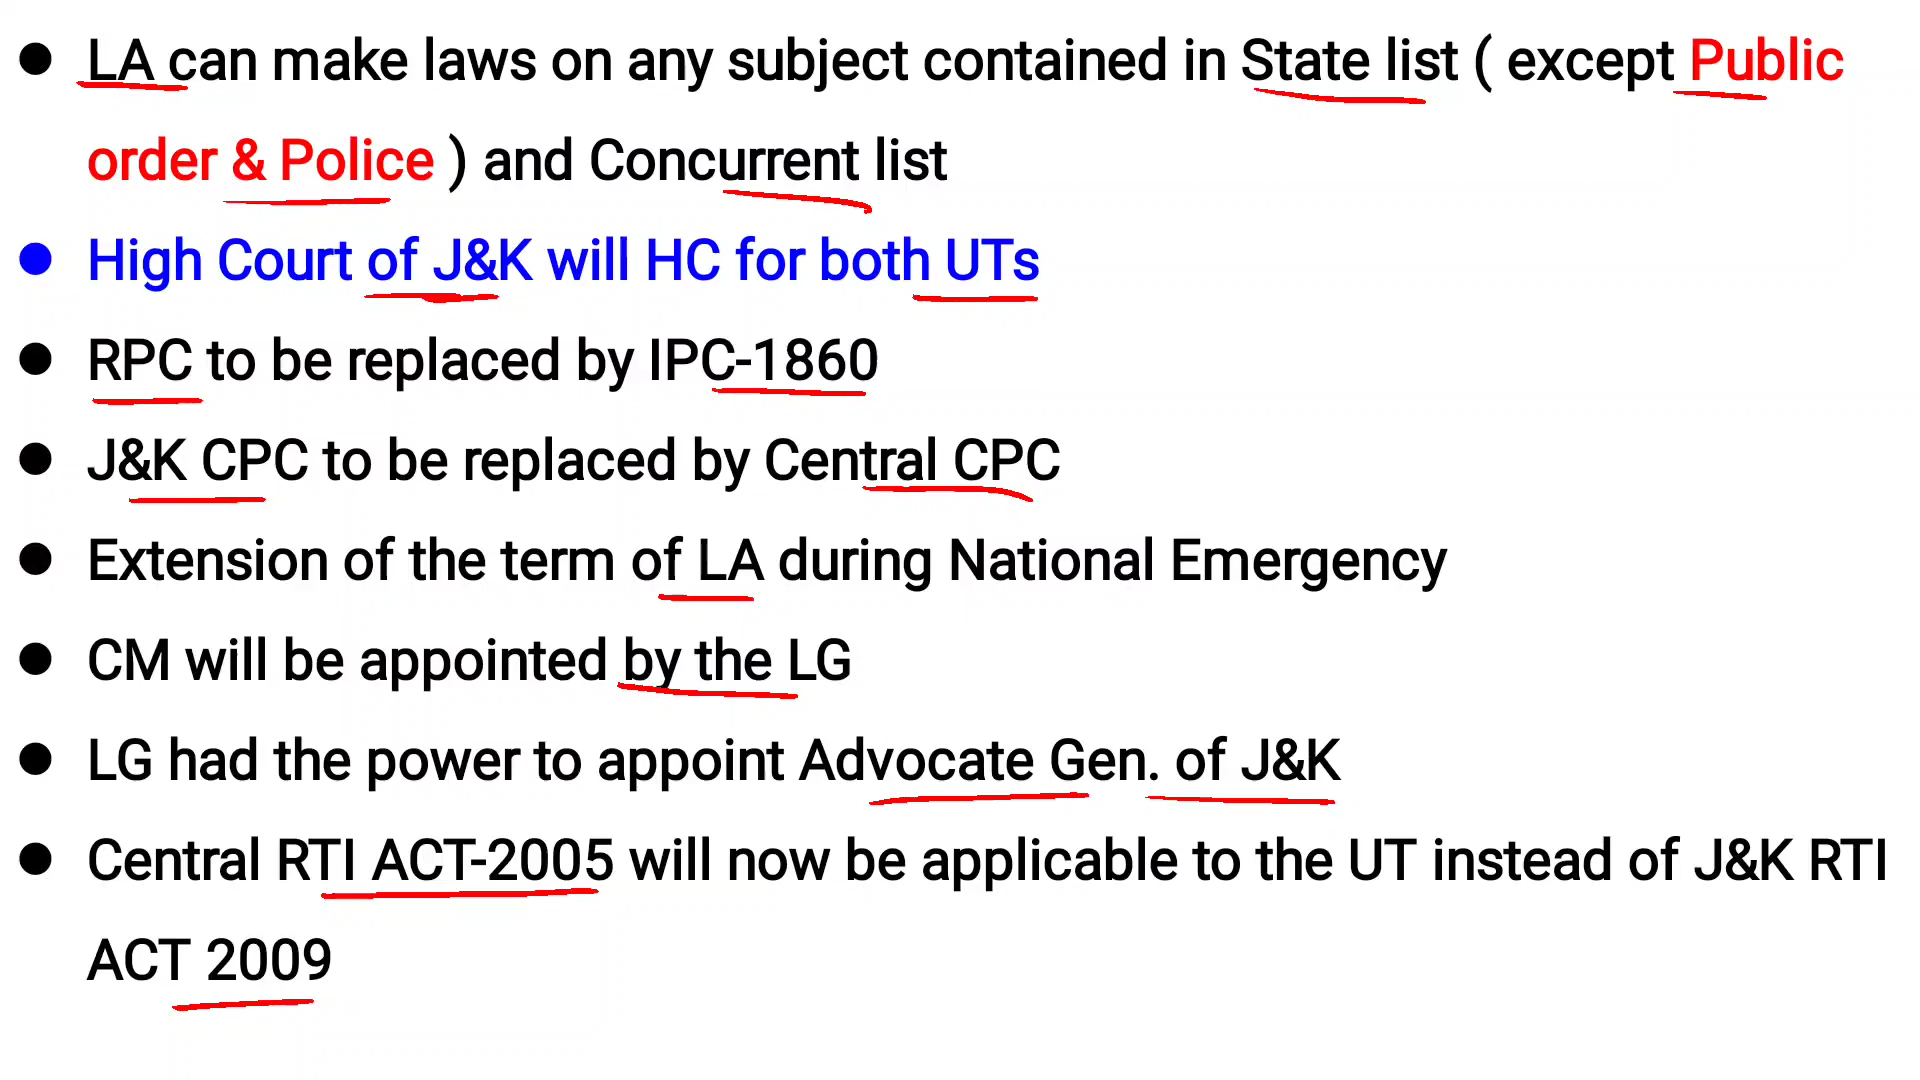 ● LA can make laws on any subject contained in State list ( except Public
order & Police ) and Concurrent list
● High Court of J&K will HC for both UTs
● RPC to be replaced by IPC-1860
● J&K CPC to be replaced by Central CPC
● Extension of the term of LA during National Emergency
● CM will be appointed by the LG
● LG had the power to appoint Advocate Gen. of J&K
● Central RTI ACT-2005 will now be applicable to the UT instead of J&K RTI
ACT 2009